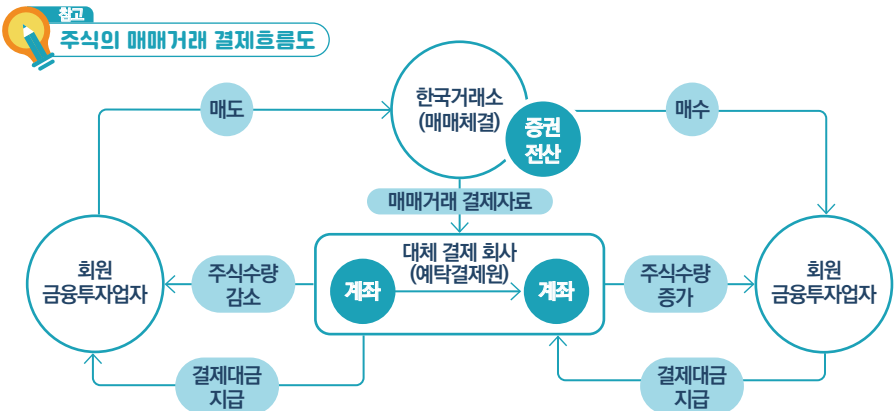 참고
주식의 매매거래 결제흐름도
한국거래소
(매매체결)
증권
전산
매도
매수
매매거래 결제자료
대체 결제 회사
(예탁결제원)
계좌
계좌
회원
금융투자업자
주식수량
감소
주식수량
증가
회원
금융투자업자
결제대금
지급
결제대금
지급